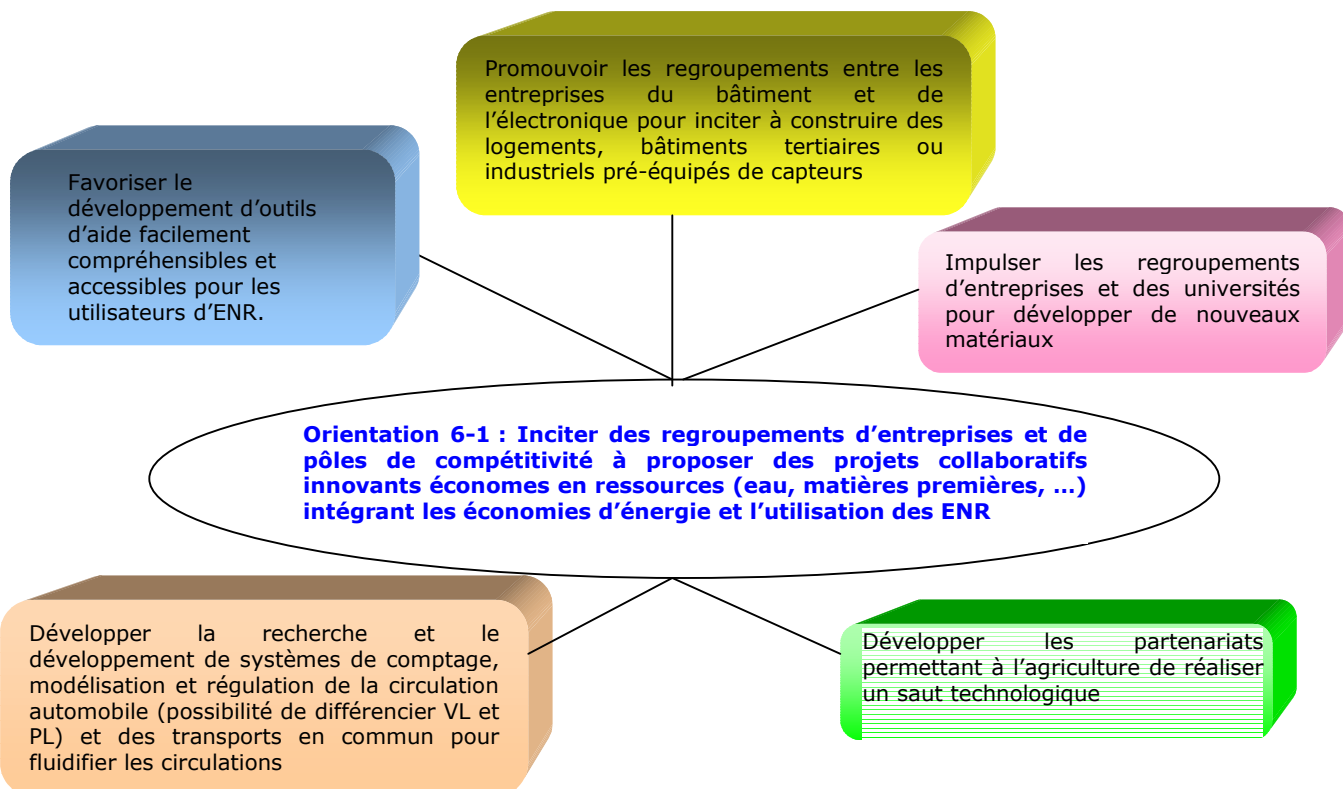 Promouvoir les regroupements entre les
entreprises du bâtiment et de
l’électronique pour inciter à construire des
logements, bâtiments tertiaires ou
industriels pré-équipés de capteurs
Favoriser le
développement d’outils
d’aide facilement
compréhensibles et
accessibles pour les
utilisateurs d’ENR.
Impulser les regroupements
d’entreprises et des universités
pour développer de nouveaux
matériaux
Orientation 6-1 : Inciter des regroupements d’entreprises et de
pôles de compétitivité à proposer des projets collaboratifs
innovants économes en ressources (eau, matières premières, …)
intégrant les économies d’énergie et l’utilisation des ENR
Développer la recherche et le
développement de systèmes de comptage,
modélisation et régulation de la circulation
automobile (possibilité de différencier VL et
PL) et des transports en commun pour
fluidifier les circulations
Développer les partenariats
permettant à l’agriculture de réaliser
un saut technologique